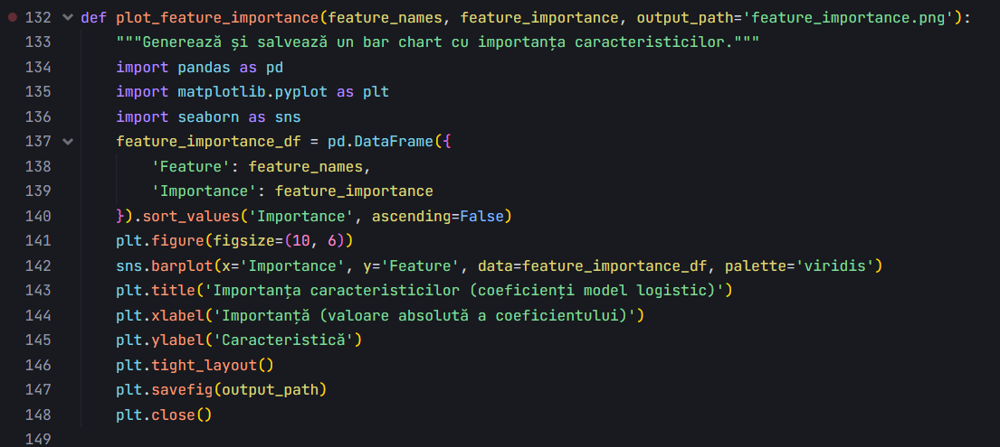 132 def plot_feature_importance(feature_names, feature_importance, output_path='feature_importance.png'):
133     """Generează și salvează un bar chart cu importanța caracteristicilor."""
134     import pandas as pd
135     import matplotlib.pyplot as plt
136     import seaborn as sns
137     feature_importance_df = pd.DataFrame({
138         'Feature': feature_names,
139         'Importance': feature_importance
140     }).sort_values('Importance', ascending=False)
141     plt.figure(figsize=(10, 6))
142     sns.barplot(x='Importance', y='Feature', data=feature_importance_df, palette='viridis')
143     plt.title('Importanța caracteristicilor (coeficienți model logistic)')
144     plt.xlabel('Importanță (valoare absolută a coeficientului)')
145     plt.ylabel('Caracteristică')
146     plt.tight_layout()
147     plt.savefig(output_path)
148     plt.close()
149